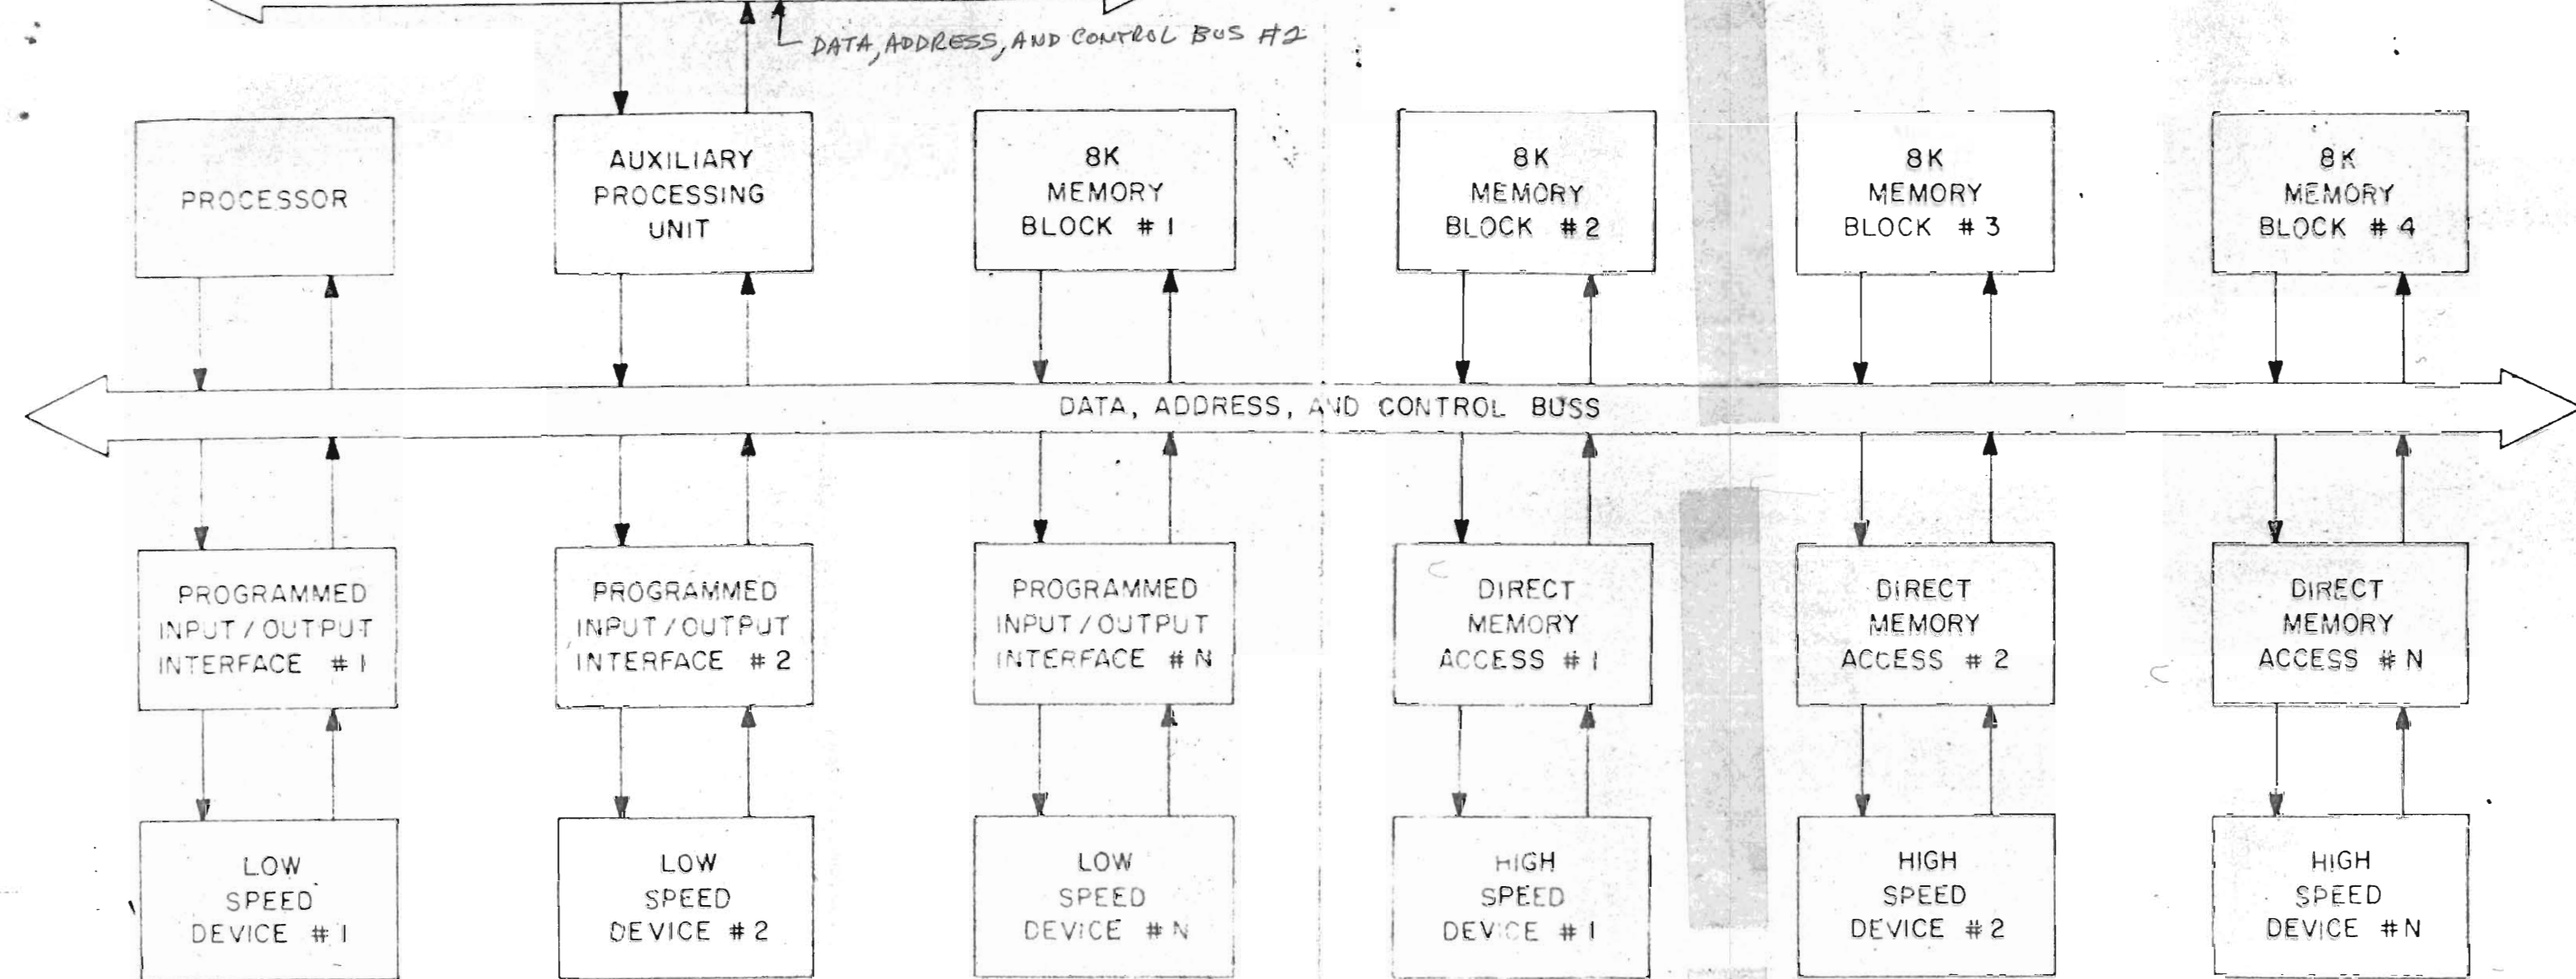 DATA, ADDRESS, AND CONTROL BUS #2
PROCESSOR
AUXILIARY
PROCESSING
UNIT
8K
MEMORY
BLOCK #1
8K
MEMORY
BLOCK #2
8K
MEMORY
BLOCK #3
8K
MEMORY
BLOCK #4
DATA, ADDRESS, AND CONTROL BUSS
PROGRAMMED
INPUT/OUTPUT
INTERFACE #1
PROGRAMMED
INPUT/OUTPUT
INTERFACE #2
PROGRAMMED
INPUT/OUTPUT
INTERFACE #N
DIRECT
MEMORY
ACCESS #1
DIRECT
MEMORY
ACCESS #2
DIRECT
MEMORY
ACCESS #N
LOW
SPEED
DEVICE #1
LOW
SPEED
DEVICE #2
LOW
SPEED
DEVICE #N
HIGH
SPEED
DEVICE #1
HIGH
SPEED
DEVICE #2
HIGH
SPEED
DEVICE #N